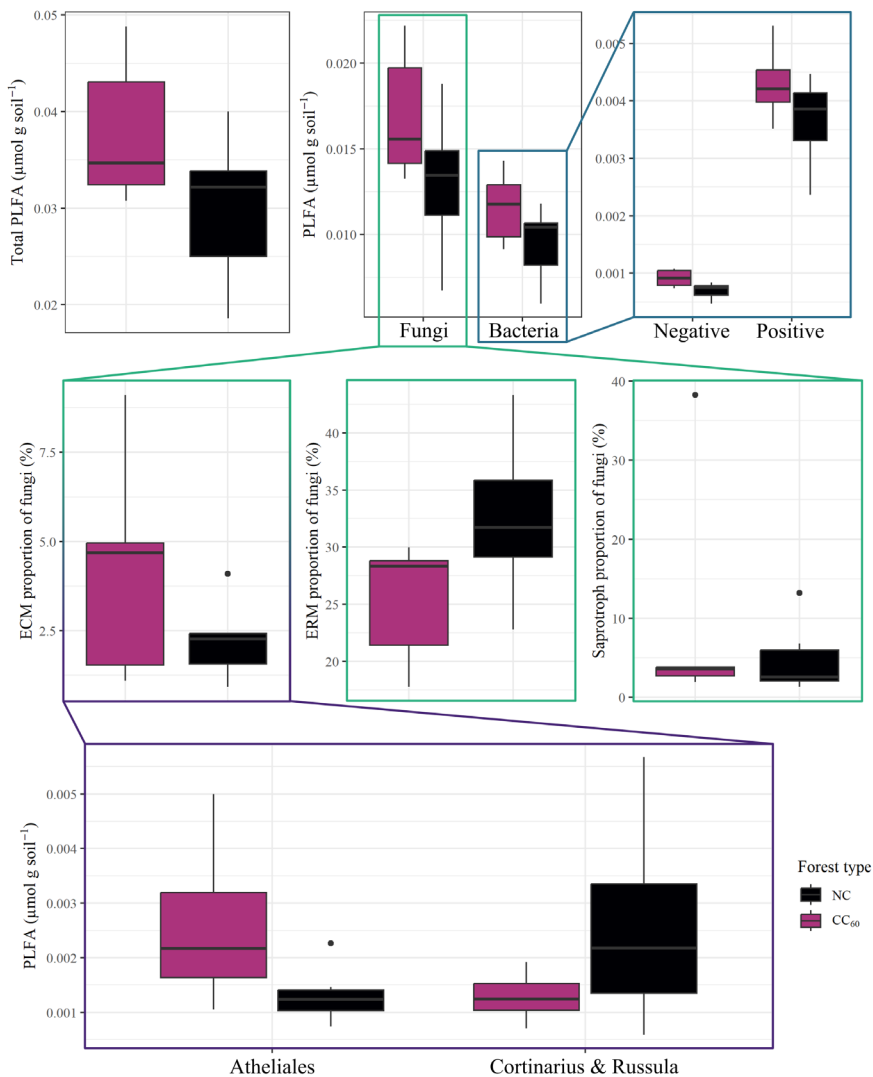 Total PLFA (µmol g soil⁻¹)
0.05
0.04
0.03
0.02
PLFA (µmol g soil⁻¹)
0.020
0.015
0.010
Fungi
Bacteria
0.005
0.004
0.003
0.002
0.001
Negative
Positive
ECM proportion of fungi (%)
7.5
5.0
2.5
ERM proportion of fungi (%)
40
35
30
25
20
Saprotroph proportion of fungi (%)
40
30
20
10
0
PLFA (µmol g soil⁻¹)
0.005
0.004
0.003
0.002
0.001
Atheliales
Cortinarius & Russula
Forest type
NC
CC₆₀